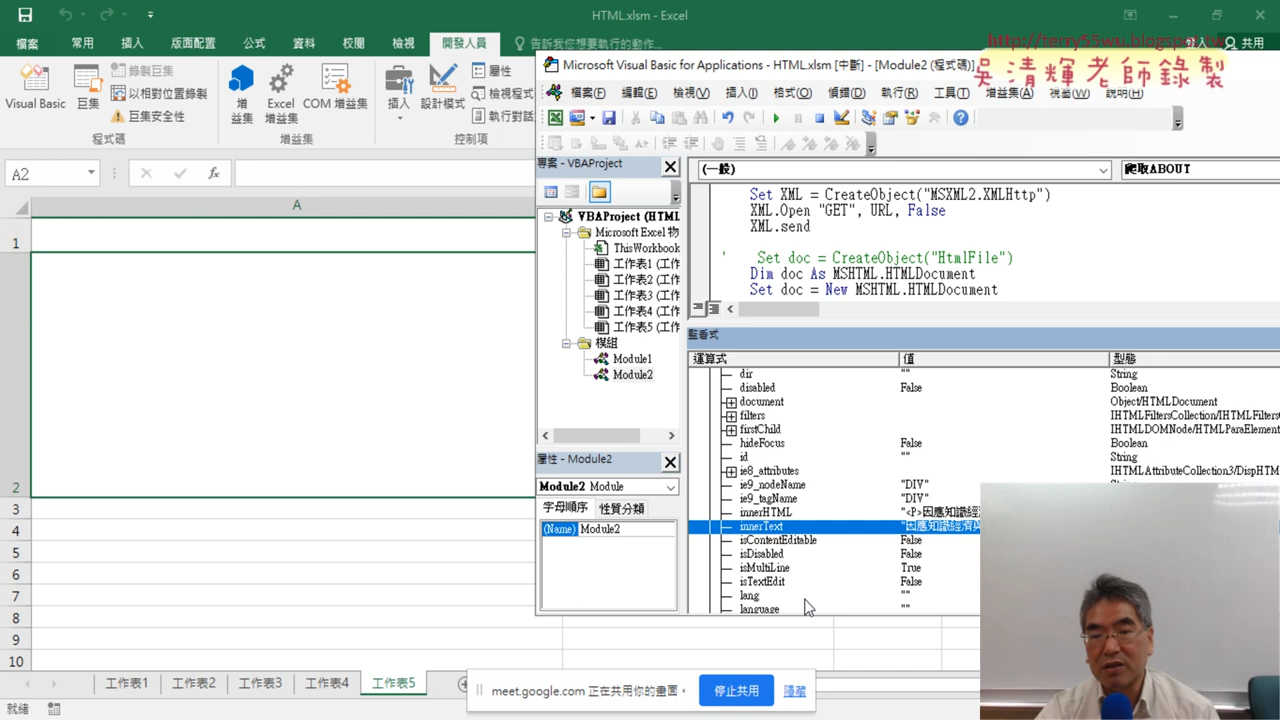 HTML.xlsm - Excel
檔案 常用 插入 版面配置 公式 資料 校閱 檢視 開發人員 告訴我您想執行的動作... 登入 共用
http://terry55wu.blogspot.tw
吳清輝老師錄製
Visual Basic 巨集 錄製巨集 以相對位置錄製 巨集安全性 增益集 Excel 增益集 COM 增益集 插入 設計模式 屬性 檢視程式 執行對話
程式碼 增益集 控制項
A2 fx
A
1
2
3
4
5
6
7
8
9
10
Microsoft Visual Basic for Applications - HTML.xlsm [中斷] - [Module2 (程式碼)]
檔案(F) 編輯(E) 檢視(V) 插入(I) 格式(O) 偵錯(D) 執行(R) 工具(T) 增益集(A) 視窗(W) 說明(H)
專案 - VBAProject
VBAProject (HTML
Microsoft Excel 物
ThisWorkbook
工作表1 (工作
工作表2 (工作
工作表3 (工作
工作表4 (工作
工作表5 (工作
模組
Module1
Module2
屬性 - Module2
Module2 Module
字母順序 性質分類
(Name) Module2
(一般) 爬取ABOUT
Set XML = CreateObject("MSXML2.XMLHttp")
XML.Open "GET", URL, False
XML.send
' Set doc = CreateObject("HtmlFile")
Dim doc As MSHTML.HTMLDocument
Set doc = New MSHTML.HTMLDocument
監看式
運算式 值 型態
dir "" String
disabled False Boolean
document Object/HTMLDocument
filters IHTMLFiltersCollection/IHTMLFilters
firstChild IHTMLDOMNode/HTMLParaElement
hideFocus False Boolean
id "" String
ie8_attributes IHTMLAttributeCollection3/DispHTM
ie9_nodeName "DIV"
ie9_tagName "DIV"
innerHTML "<P>因應知識經
innerText "因應知識經濟與
isContentEditable False
isDisabled False
isMultiLine True
isTextEdit False
lang ""
language ""
工作表1 工作表2 工作表3 工作表4 工作表5
meet.google.com 正在共用你的畫面。 停止共用 隱藏
就緒